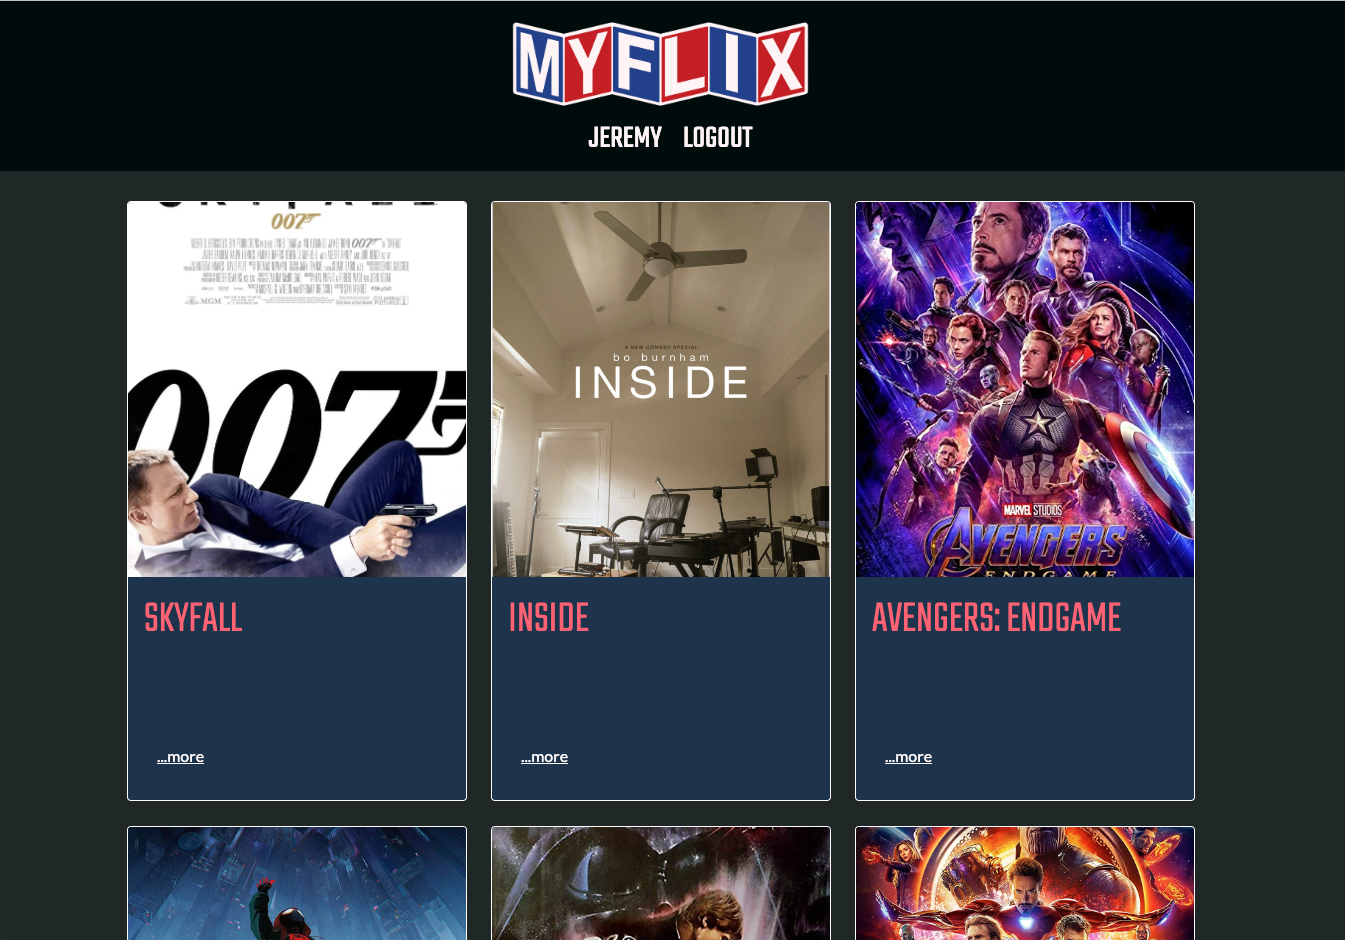 MYFLIX
JEREMY LOGOUT
007
MGM
007
A NEW COMEDY SPECIAL
bo burnham
INSIDE
MARVEL STUDIOS
AVENGERS
ENDGAME
SKYFALL
INSIDE
AVENGERS: ENDGAME
...more
...more
...more